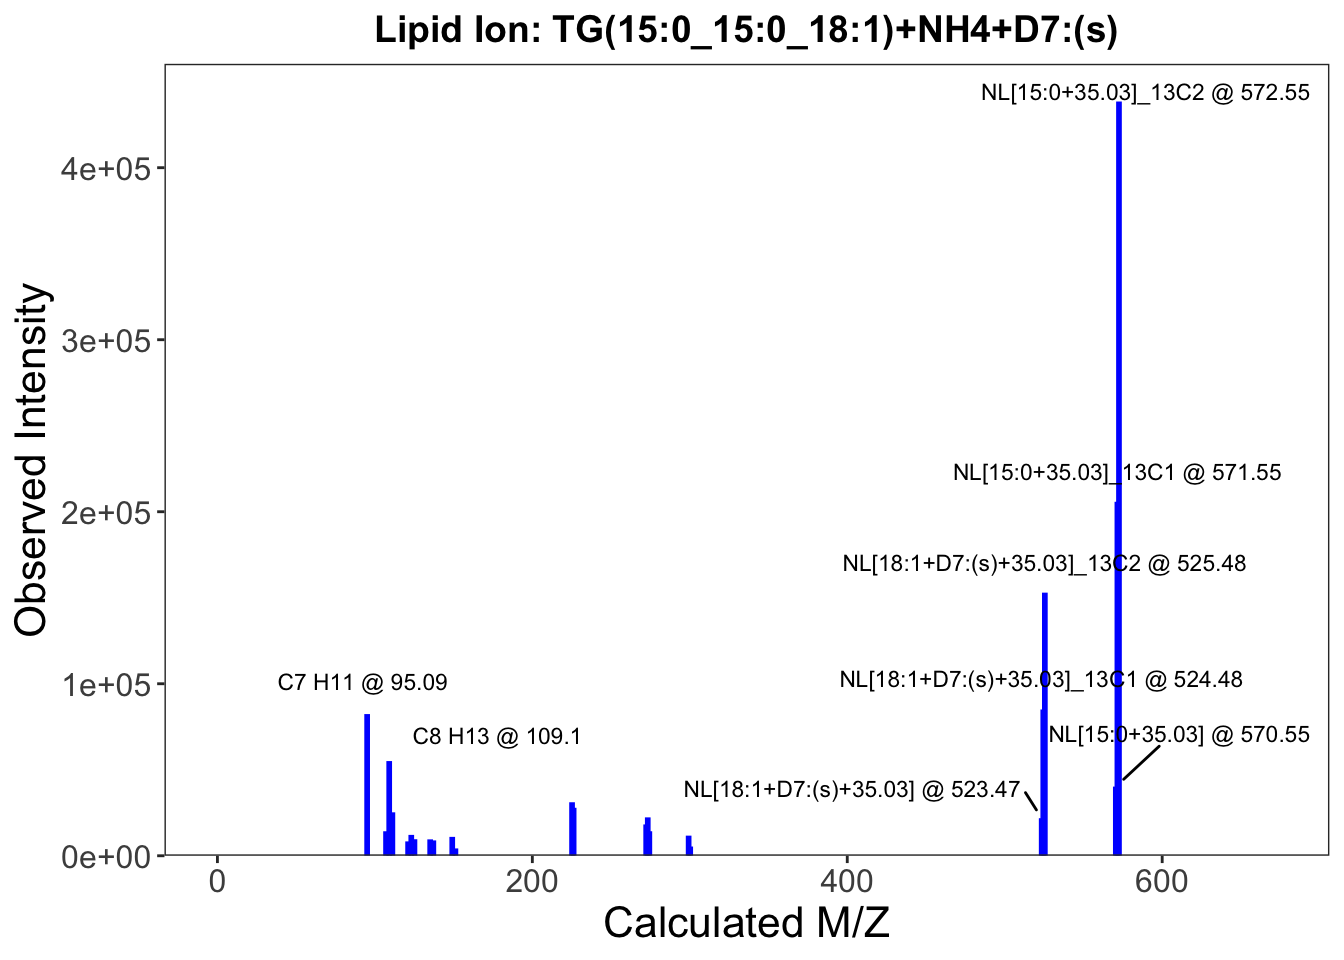 Lipid Ion: TG(15:0_15:0_18:1)+NH4+D7:(s)
NL[15:0+35.03]_13C2 @ 572.55
4e+05
3e+05
Observed Intensity
NL[15:0+35.03]_13C1 @ 571.55
2e+05
NL[18:1+D7:(s)+35.03]_13C2 @ 525.48
1e+05
C7 H11 @ 95.09
NL[18:1+D7:(s)+35.03]_13C1 @ 524.48
C8 H13 @ 109.1
NL[15:0+35.03] @ 570.55
NL[18:1+D7:(s)+35.03] @ 523.47
0e+00
0 200 400 600
Calculated M/Z